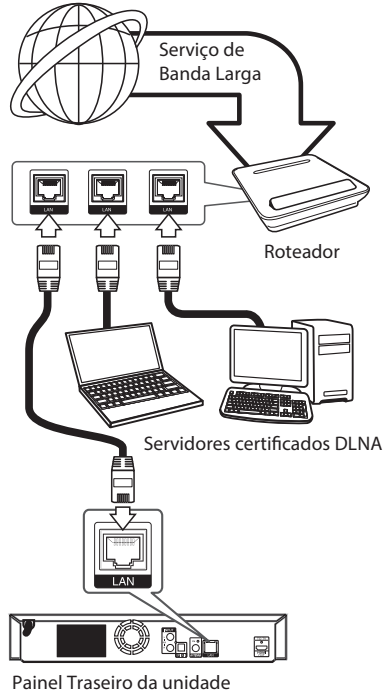 Serviço de
Banda Larga
LAN
LAN
LAN
Roteador
Servidores certificados DLNA
LAN
Painel Traseiro da unidade